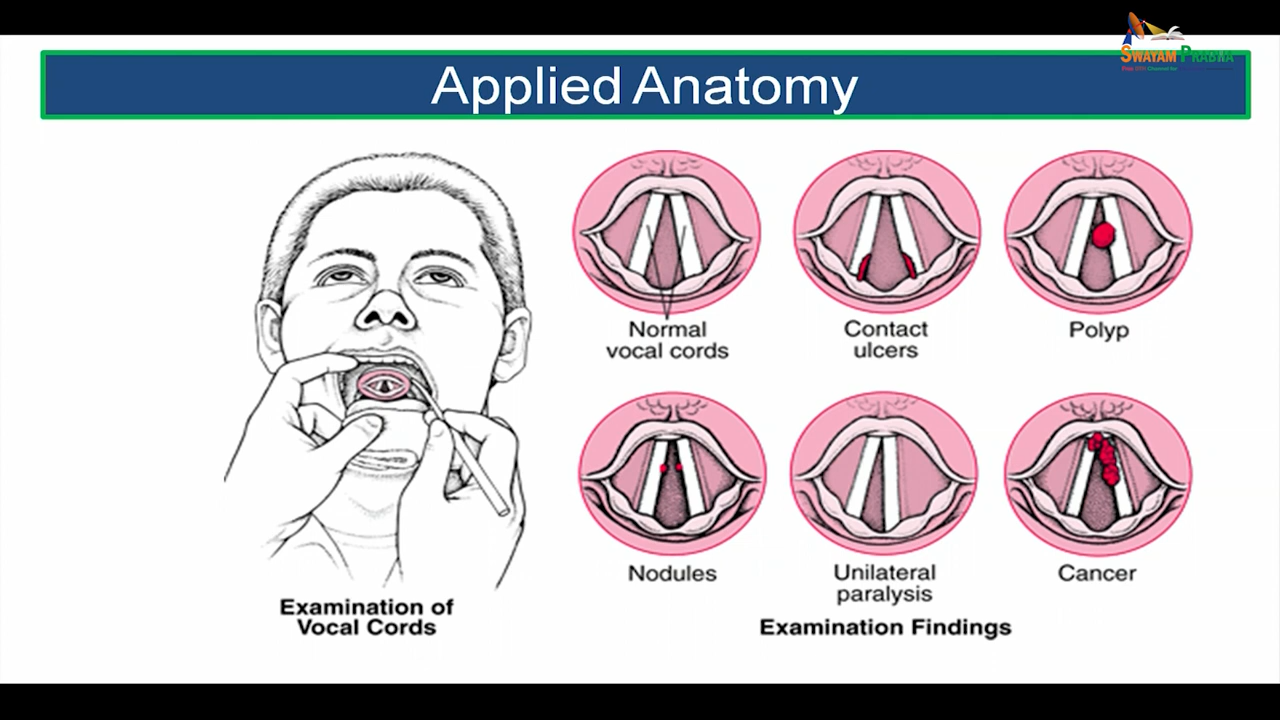 SWAYAM PRABHA
Applied Anatomy
Normal
vocal cords
Contact
ulcers
Polyp
Nodules
Unilateral
paralysis
Cancer
Examination of
Vocal Cords
Examination Findings